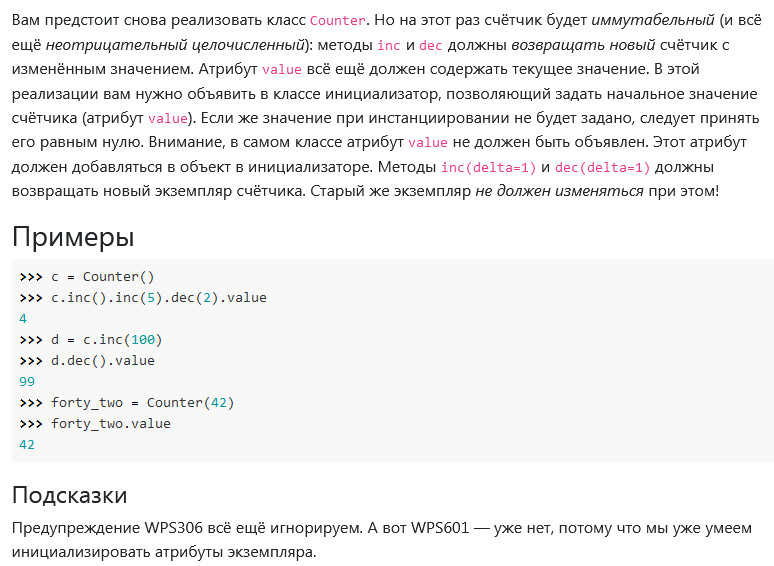 Вам предстоит снова реализовать класс Counter. Но на этот раз счётчик будет иммутабельный (и всё
ещё неотрицательный целочисленный): методы inc и dec должны возвращать новый счётчик с
изменённым значением. Атрибут value всё ещё должен содержать текущее значение. В этой
реализации вам нужно объявить в классе инициализатор, позволяющий задать начальное значение
счётчика (атрибут value). Если же значение при инстанциировании не будет задано, следует принять
его равным нулю. Внимание, в самом классе атрибут value не должен быть объявлен. Этот атрибут
должен добавляться в объект в инициализаторе. Методы inc(delta=1) и dec(delta=1) должны
возвращать новый экземпляр счётчика. Старый же экземпляр не должен изменяться при этом!
Примеры
>>> c = Counter()
>>> c.inc().inc(5).dec(2).value
4
>>> d = c.inc(100)
>>> d.dec().value
99
>>> forty_two = Counter(42)
>>> forty_two.value
42
Подсказки
Предупреждение WPS306 всё ещё игнорируем. А вот WPS601 — уже нет, потому что мы уже умеем
инициализировать атрибуты экземпляра.